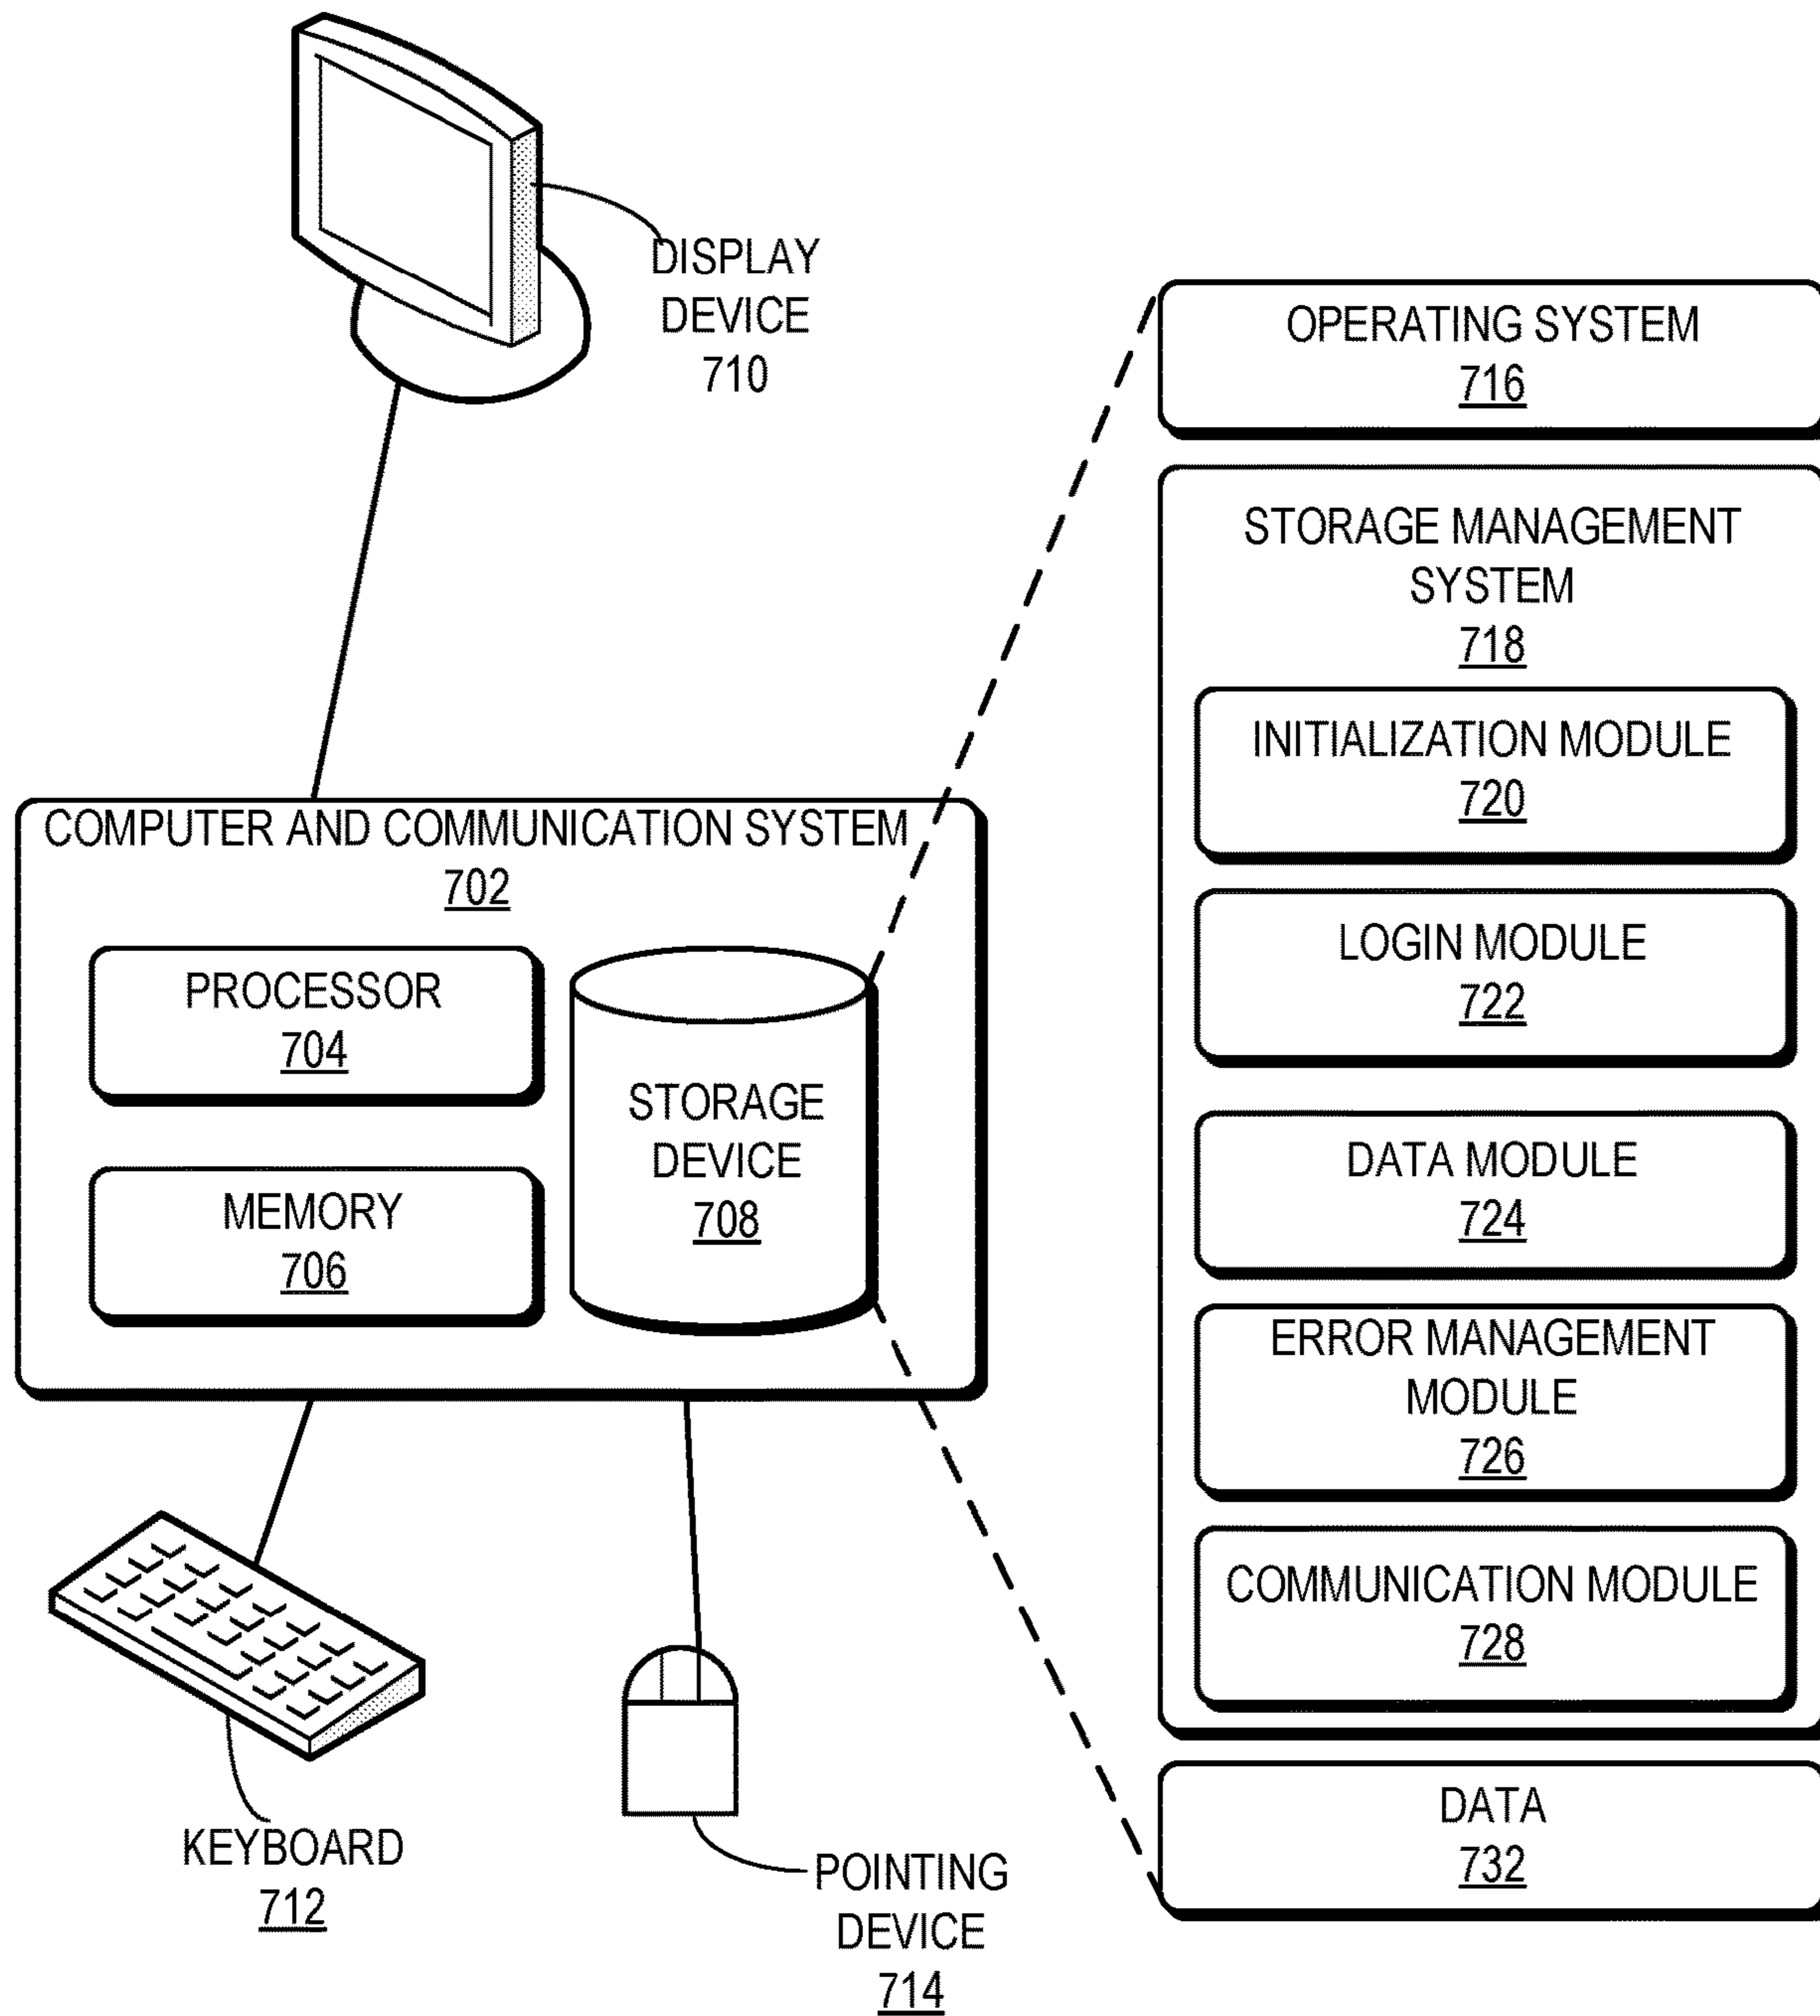 DISPLAY
DEVICE
710
COMPUTER AND COMMUNICATION SYSTEM
702
PROCESSOR
704
MEMORY
706
STORAGE
DEVICE
708
KEYBOARD
712
POINTING
DEVICE
714
OPERATING SYSTEM
716
STORAGE MANAGEMENT
SYSTEM
718
INITIALIZATION MODULE
720
LOGIN MODULE
722
DATA MODULE
724
ERROR MANAGEMENT
MODULE
726
COMMUNICATION MODULE
728
DATA
732